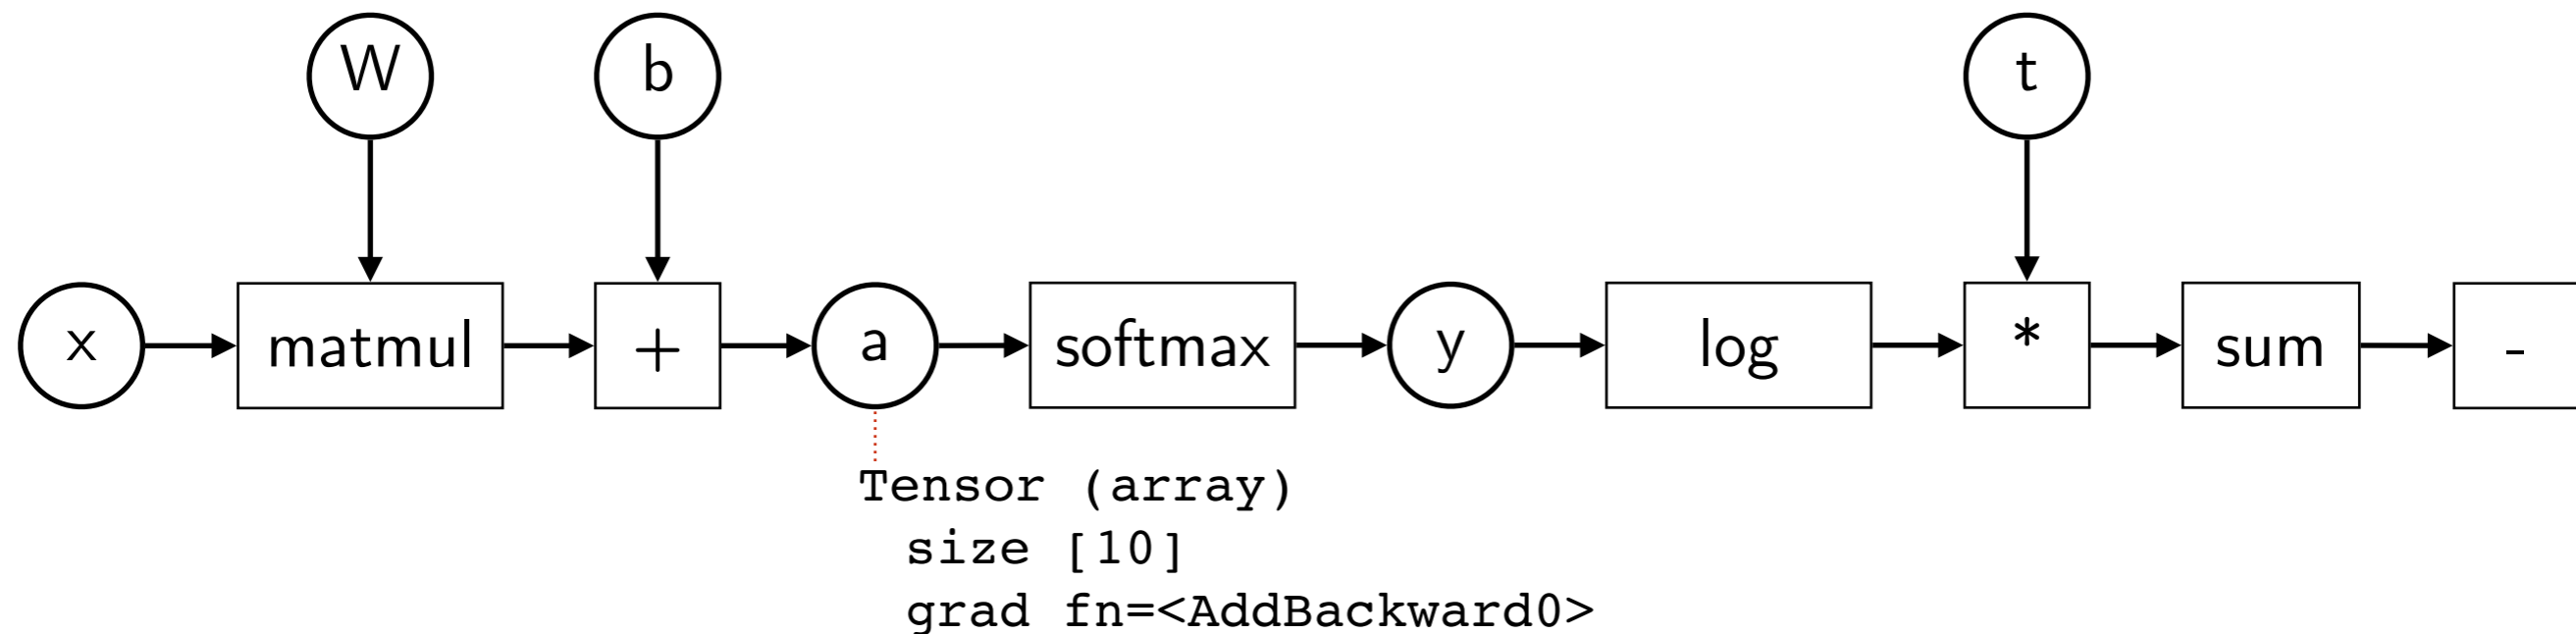 W b t
x matmul + a softmax y log * sum -
Tensor (array)
size [10]
grad fn=<AddBackward0>